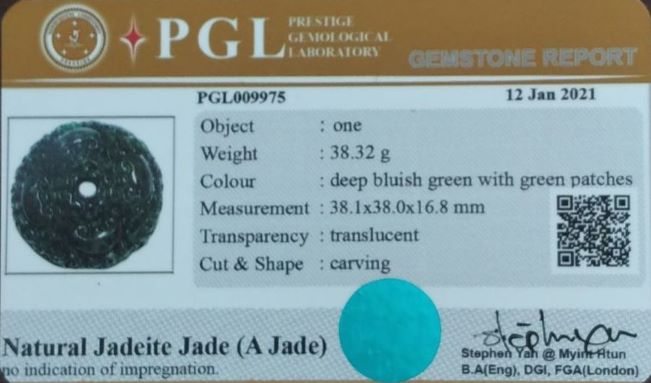 PGL PRESTIGE
GEMOLOGICAL
LABORATORY
GEMSTONE REPORT
PGL009975 12 Jan 2021
Object : one
Weight : 38.32 g
Colour : deep bluish green with green patches
Measurement : 38.1x38.0x16.8 mm
Transparency : translucent
Cut & Shape : carving
Natural Jadeite Jade (A Jade)
no indication of impregnation.
Stephen Yan @ Myint Htun
B.A(Eng), DGI, FGA(London)